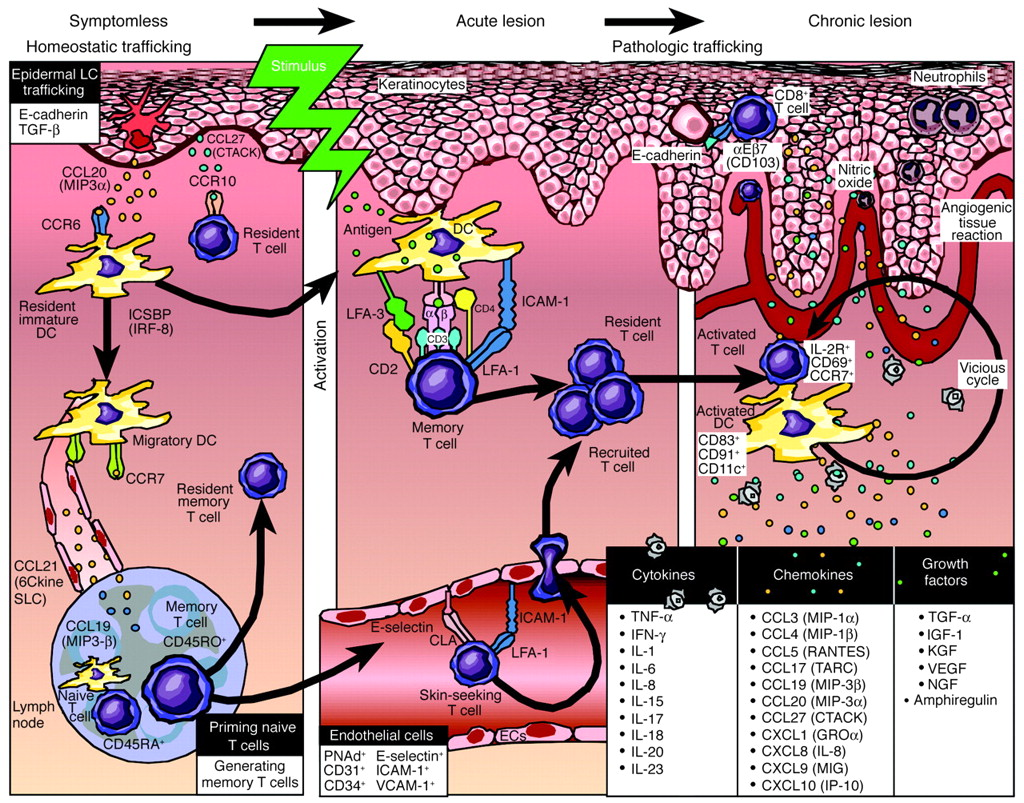 Symptomless
Acute lesion
Chronic lesion
Homeostatic trafficking
Pathologic trafficking
Epidermal LC
trafficking
E-cadherin
TGF-β
CCL20
(MIP3α)
CCR6
CCL27
(CTACK)
CCR10
Resident
T cell
Resident
immature
DC
ICSBP
(IRF-8)
Migratory DC
CCR7
Resident
memory
T cell
CCL21
(6Ckine
SLC)
CCL19
(MIP3-β)
Memory
T cell
CD45RO⁺
Naive
T
cell
CD45RA⁺
Lymph
node
Priming naive
T cells
Generating
memory T cells
Stimulus
Activation
Keratinocytes
Antigen
DC
LFA-3
α
β
CD4
CD3
ICAM-1
CD2
LFA-1
Memory
T cell
Resident
T cell
Recruited
T cell
E-selectin
CLA
ICAM-1
LFA-1
Skin-seeking
T cell
ECs
Endothelial cells
PNAd⁺ E-selectin⁺
CD31⁺ ICAM-1⁺
CD34⁺ VCAM-1⁺
CD8⁺
T cell
E-cadherin
αEβ7
(CD103)
Neutrophils
Nitric
oxide
Angiogenic
tissue
reaction
Activated
T cell
IL-2R⁺
CD69⁺
CCR7⁺
Vicious
cycle
Activated
DC
CD83⁺
CD91⁺
CD11c⁺
Cytokines
• TNF-α
• IFN-γ
• IL-1
• IL-6
• IL-8
• IL-15
• IL-17
• IL-18
• IL-20
• IL-23
Chemokines
• CCL3 (MIP-1α)
• CCL4 (MIP-1β)
• CCL5 (RANTES)
• CCL17 (TARC)
• CCL19 (MIP-3β)
• CCL20 (MIP-3α)
• CCL27 (CTACK)
• CXCL1 (GROα)
• CXCL8 (IL-8)
• CXCL9 (MIG)
• CXCL10 (IP-10)
Growth
factors
• TGF-α
• IGF-1
• KGF
• VEGF
• NGF
• Amphiregulin